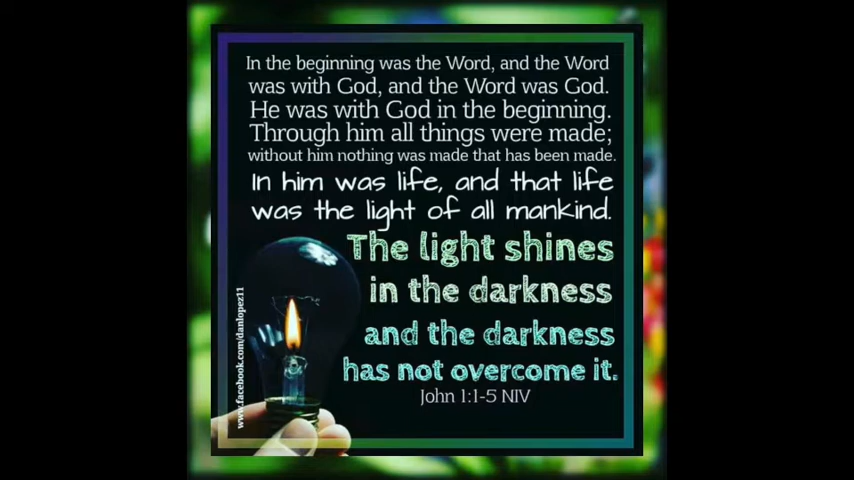 In the beginning was the Word, and the Word
was with God, and the Word was God.
He was with God in the beginning.
Through him all things were made;
without him nothing was made that has been made.
In him was life, and that life
was the light of all mankind.
The light shines
in the darkness
and the darkness
has not overcome it.
John 1:1-5 NIV
www.facebook.com/danlopez11